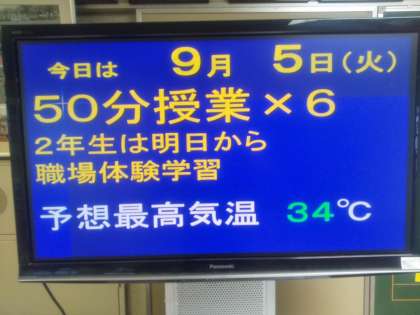 今日は 9月 5日(火)
50分授業×6
2年生は明日から
職場体験学習
予想最高気温 34℃
Panasonic